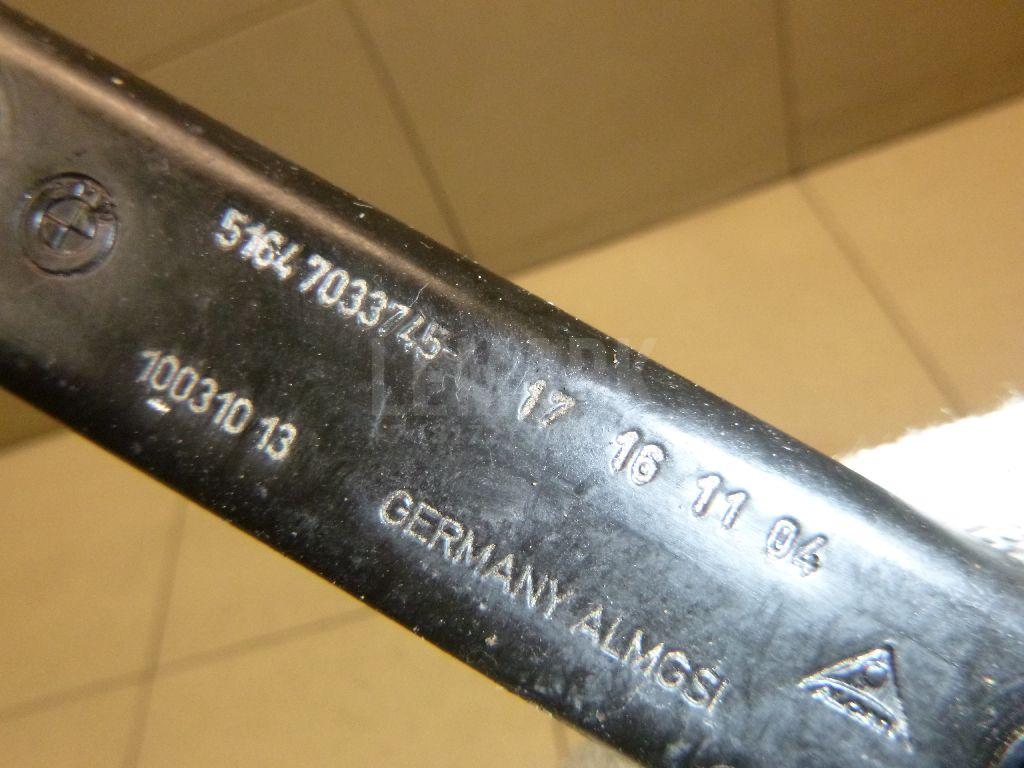 5164 7033745
17 16 11 04
100310 13
GERMANY ALMGSI